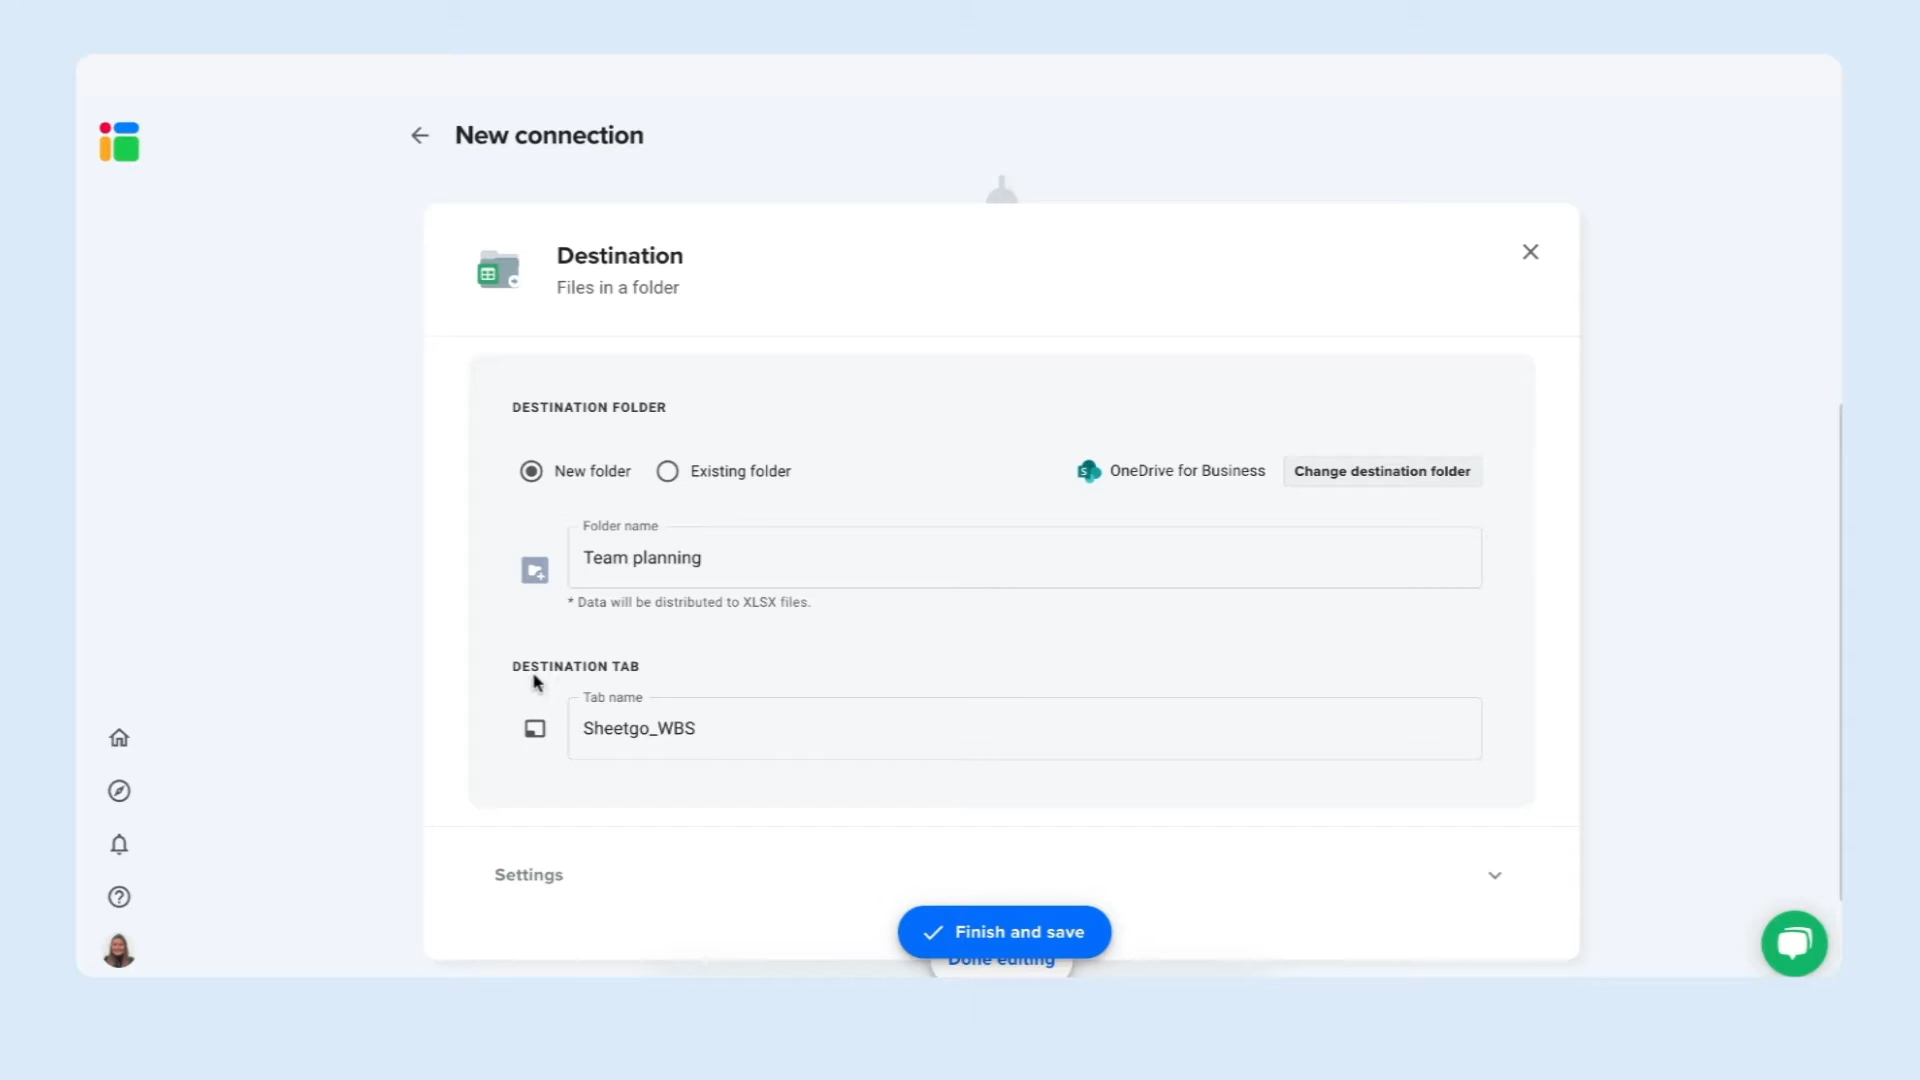 New connection
Destination
Files in a folder
DESTINATION FOLDER
New folder
Existing folder
OneDrive for Business
Change destination folder
Folder name
Team planning
* Data will be distributed to XLSX files.
DESTINATION TAB
Tab name
Sheetgo_WBS
Settings
Finish and save
Done editing